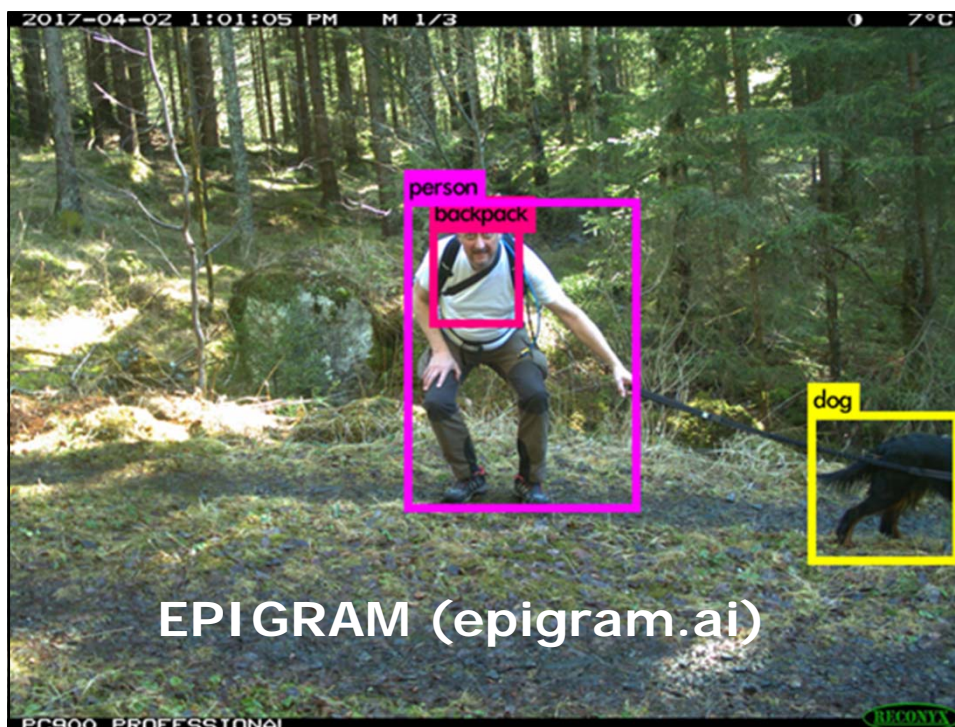 2017-04-02 1:01:05 PM M 1/3 7°C
person
backpack
dog
EPIGRAM (epigram.ai)
PC900 PROFESSIONAL
RECONYX